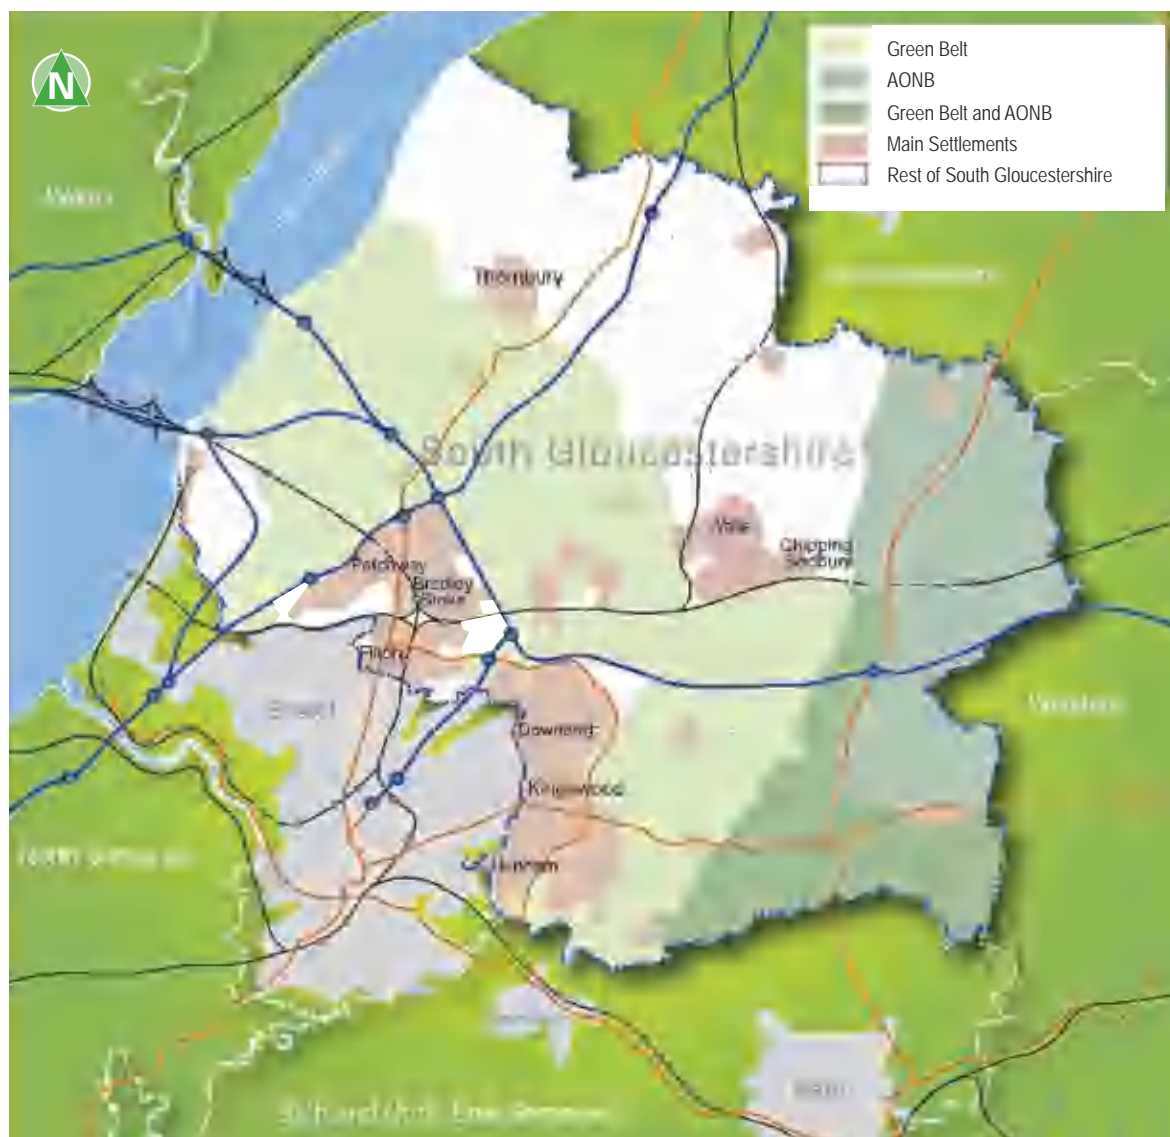 N
Green Belt
AONB
Green Belt and AONB
Main Settlements
Rest of South Gloucestershire
Thornbury
South Gloucestershire
Yate
Chipping
Sodbury
Patchway
Bradley
Stoke
Filton
Bristol
Downend
Kingswood
Hanham
Bath